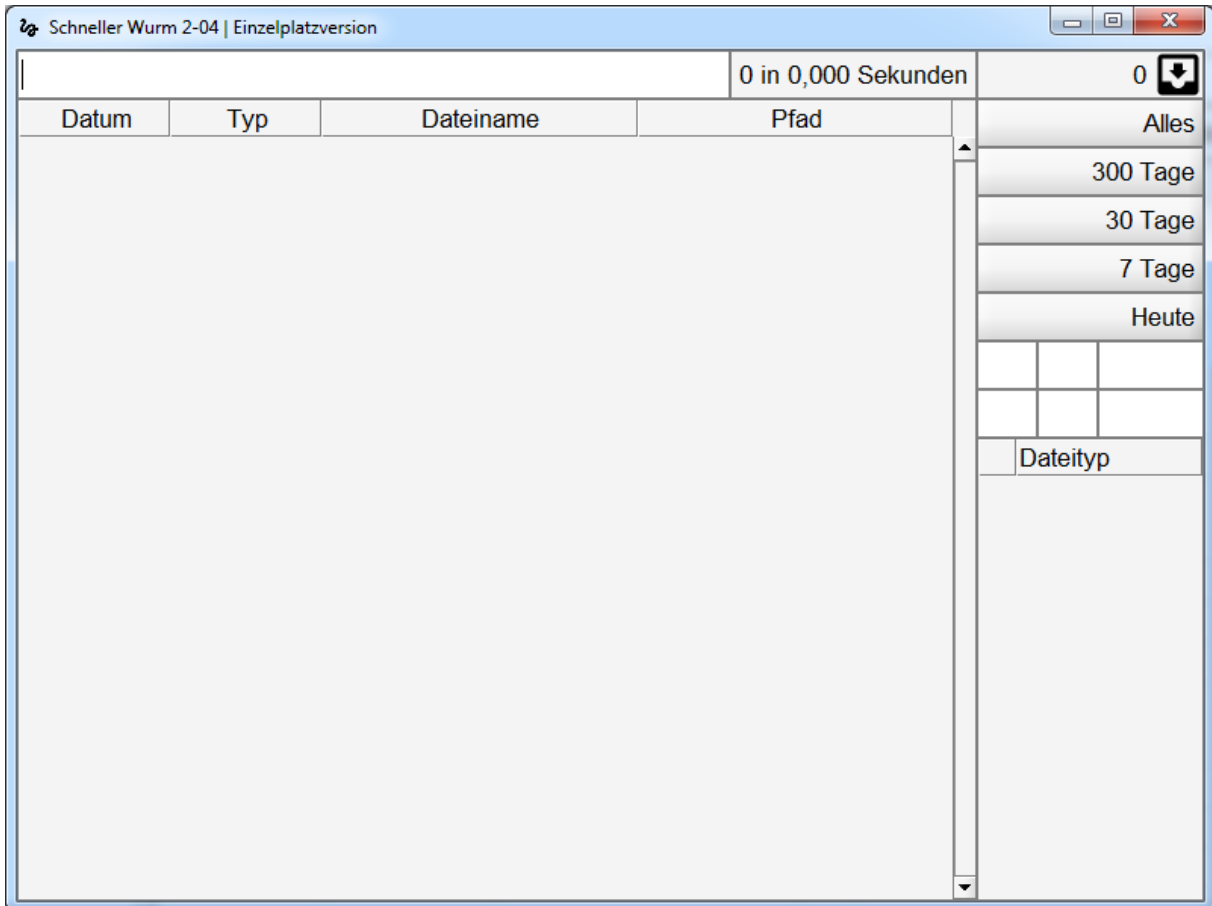 Schneller Wurm 2-04 | Einzelplatzversion
0 in 0,000 Sekunden
0
Datum Typ Dateiname Pfad
Alles
300 Tage
30 Tage
7 Tage
Heute
Dateityp